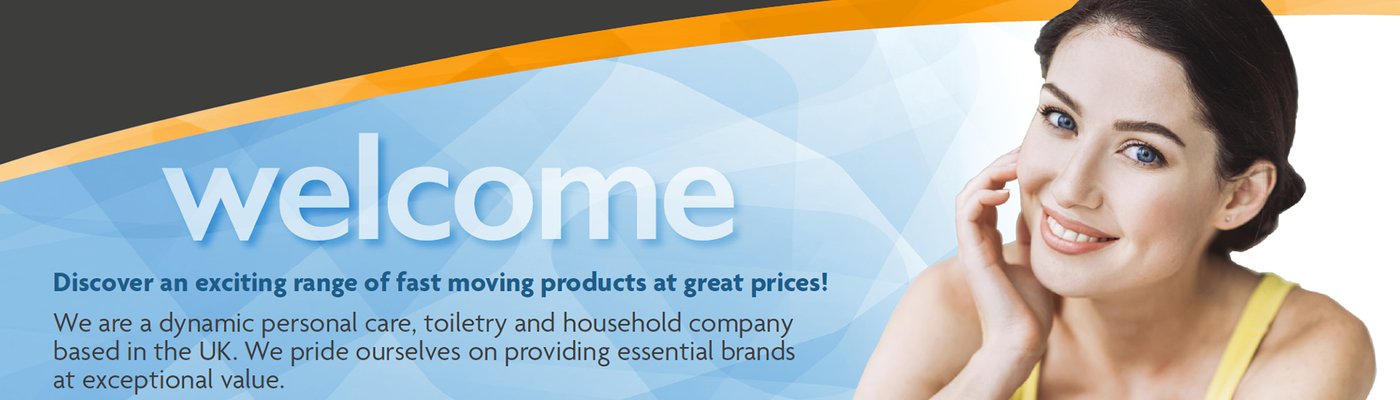 welcome
Discover an exciting range of fast moving products at great prices!
We are a dynamic personal care, toiletry and household company
based in the UK. We pride ourselves on providing essential brands
at exceptional value.